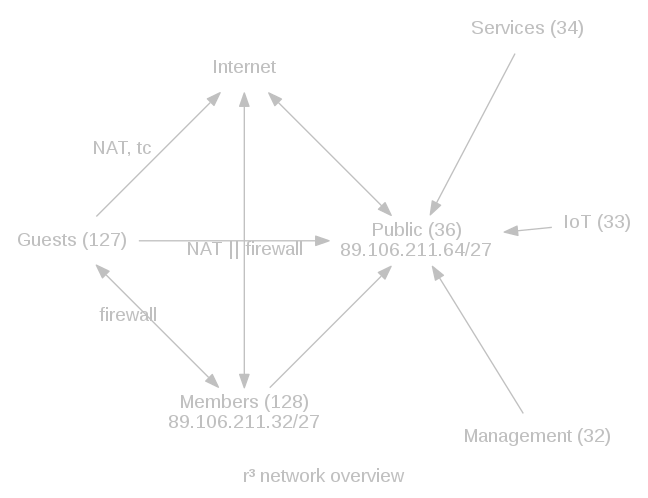 Services (34)
Internet
NAT, tc
IoT (33)
Public (36)
89.106.211.64/27
Guests (127)
NAT || firewall
firewall
Members (128)
89.106.211.32/27
Management (32)
r³ network overview